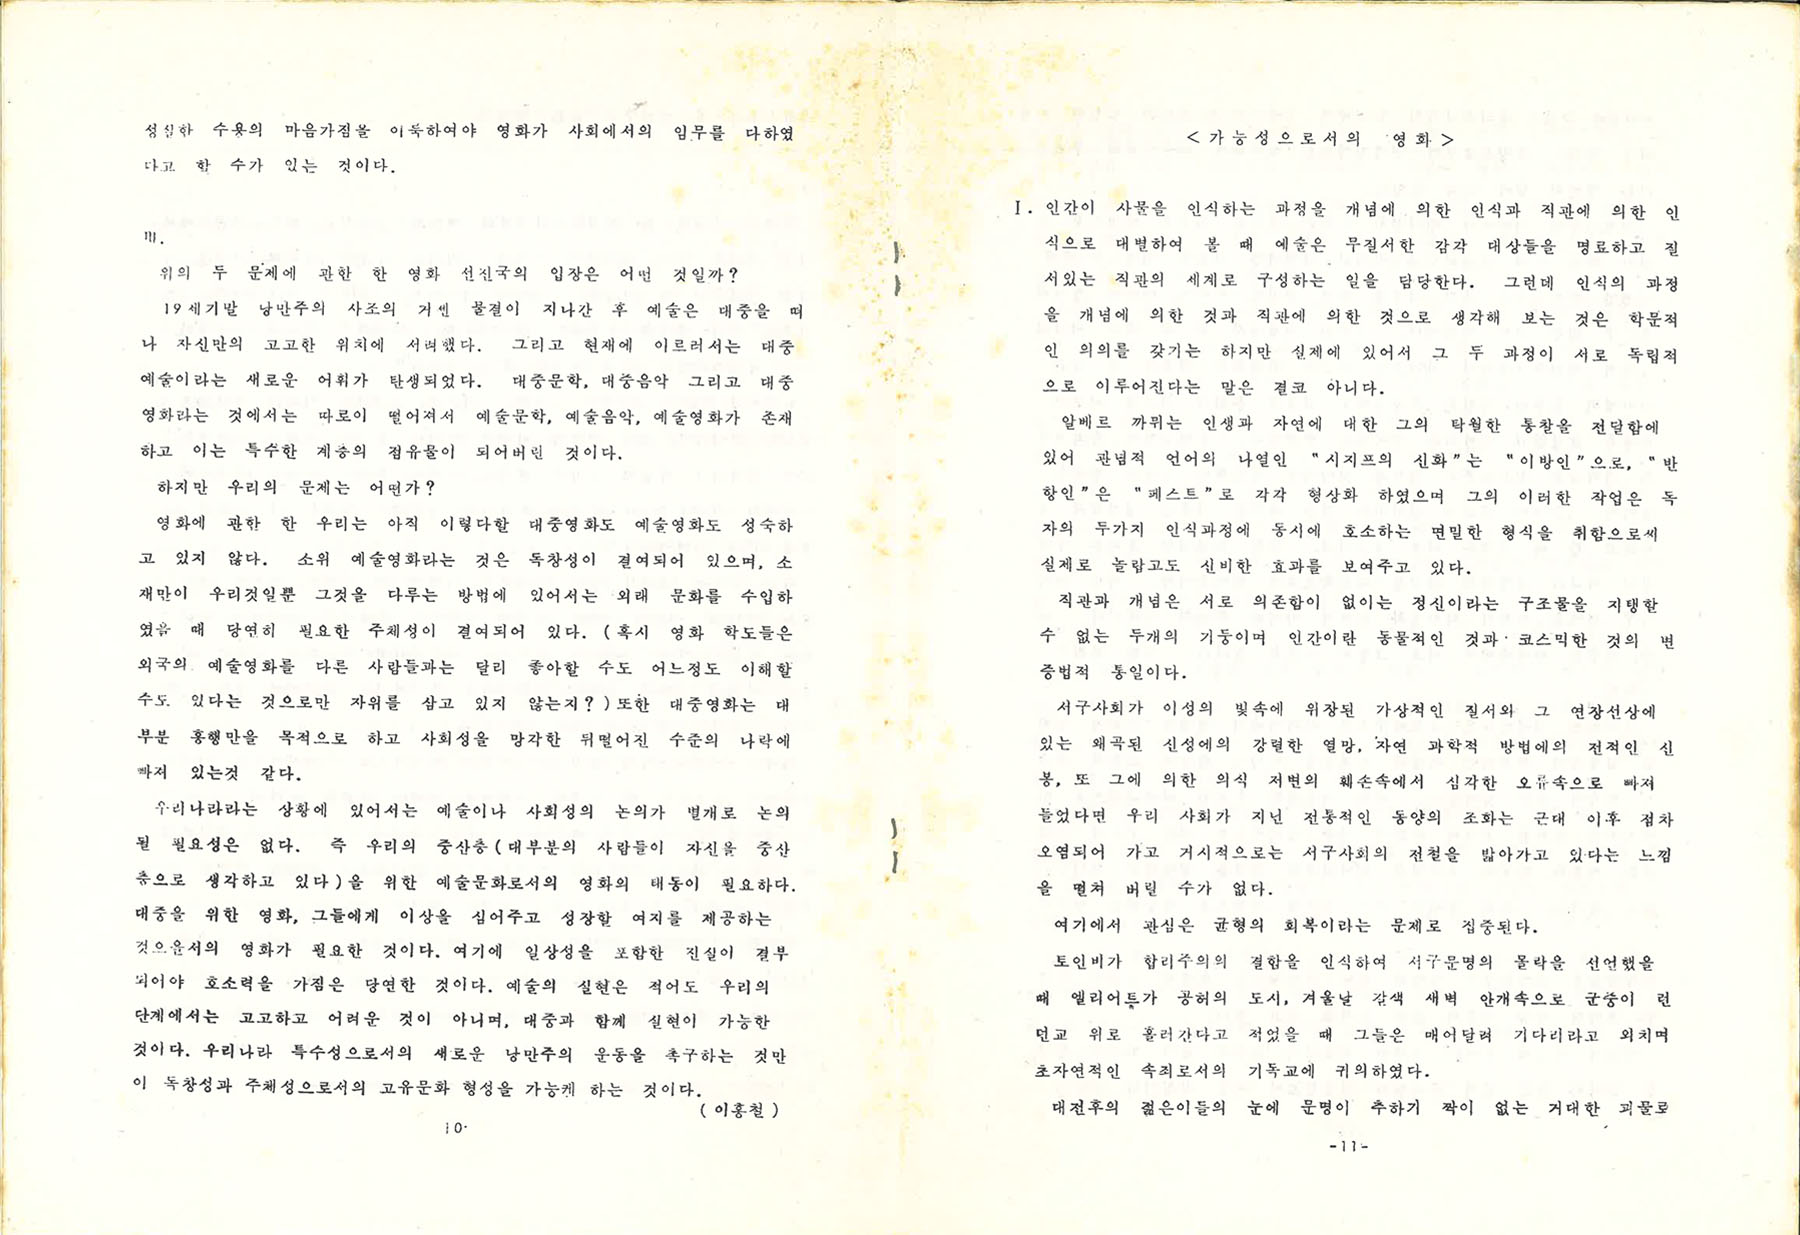 성실한 수용의 마음가짐을 이룩하여야 영화가 사회에서의 임무를 다하였
다고 할 수가 있는 것이다.
Ⅲ.
위의 두 문제에 관한 한 영화 선진국의 입장은 어떤 것일까?
19세기말 낭만주의 사조의 거센 물결이 지나간 후 예술은 대중을 떠
나 자신만의 고고한 위치에 서려했다. 그리고 현재에 이르러서는 대중
예술이라는 새로운 어휘가 탄생되었다. 대중문학, 대중음악 그리고 대중
영화라는 것에서는 따로이 떨어져서 예술문학, 예술음악, 예술영화가 존재
하고 이는 특수한 계층의 점유물이 되어버린 것이다.
하지만 우리의 문제는 어떤가?
영화에 관한 한 우리는 아직 이렇다할 대중영화도 예술영화도 성숙하
고 있지 않다. 소위 예술영화라는 것은 독창성이 결여되어 있으며, 소
재만이 우리것일뿐 그것을 다루는 방법에 있어서는 외래 문화를 수입하
였을 때 당연히 필요한 주체성이 결여되어 있다. (혹시 영화 학도들은
외국의 예술영화를 다른 사람들과는 달리 좋아할 수도 어느정도 이해할
수도 있다는 것으로만 자위를 삼고 있지 않는지?) 또한 대중영화는 대
부분 흥행만을 목적으로 하고 사회성을 망각한 뒤떨어진 수준의 나락에
빠져 있는것 같다.
우리나라라는 상황에 있어서는 예술이나 사회성의 논의가 별개로 논의
될 필요성은 없다. 즉 우리의 중산층(대부분의 사람들이 자신을 중산
층으로 생각하고 있다)을 위한 예술문화로서의 영화의 태동이 필요하다.
대중을 위한 영화, 그들에게 이상을 심어주고 성장할 여지를 제공하는
것으올서의 영화가 필요한 것이다. 여기에 일상성을 포함한 진실이 결부
되어야 호소력을 가짐은 당연한 것이다. 예술의 실현은 적어도 우리의
단계에서는 고고하고 어려운 것이 아니며, 대중과 함께 실현이 가능한
것이다. 우리나라 특수성으로서의 새로운 낭만주의 운동을 촉구하는 것만
이 독창성과 주체성으로서의 고유문화 형성을 가능케 하는 것이다.
(이홍철)
10
<가능성으로서의 영화>
Ⅰ. 인간이 사물을 인식하는 과정을 개념에 의한 인식과 직관에 의한 인
식으로 대별하여 볼 때 예술은 무질서한 감각 대상들을 명료하고 질
서있는 직관의 세계로 구성하는 일을 담당한다. 그런데 인식의 과정
을 개념에 의한 것과 직관에 의한 것으로 생각해 보는 것은 학문적
인 의의를 갖기는 하지만 실제에 있어서 그 두 과정이 서로 독립적
으로 이루어진다는 말은 결코 아니다.
알베르 까뮈는 인생과 자연에 대한 그의 탁월한 통찰을 전달함에
있어 관념적 언어의 나열인 "시지프의 신화"는 "이방인"으로, "반
항인"은 "페스트"로 각각 형상화 하였으며 그의 이러한 작업은 독
자의 두가지 인식과정에 동시에 호소하는 면밀한 형식을 취함으로써
실제로 놀랍고도 신비한 효과를 보여주고 있다.
직관과 개념은 서로 의존함이 없이는 정신이라는 구조물을 지탱할
수 없는 두개의 기둥이며 인간이란 동물적인 것과 코스믹한 것의 변
증법적 통일이다.
서구사회가 이성의 빛속에 위장된 가상적인 질서와 그 연장선상에
있는 왜곡된 신성에의 강렬한 열망, 자연 과학적 방법에의 전적인 신
봉, 또 그에 의한 의식 저변의 훼손속에서 심각한 오류속으로 빠져
들었다면 우리 사회가 지닌 전통적인 동양의 조화는 근대 이후 점차
오염되어 가고 거시적으로는 서구사회의 전철을 밟아가고 있다는 느낌
을 떨쳐 버릴 수가 없다.
여기에서 관심은 균형의 회복이라는 문제로 집중된다.
토인비가 합리주의의 결함을 인식하여 서구문명의 몰락을 선언했을
때 엘리어트가 공허의 도시, 겨울날 갈색 새벽 안개속으로 군중이 런
던교 위로 흘러간다고 적었을 때 그들은 매어달려 기다리라고 외치며
초자연적인 속죄로서의 기독교에 귀의하였다.
대전후의 젊은이들의 눈에 문명이 추하기 짝이 없는 거대한 괴물로
-11-